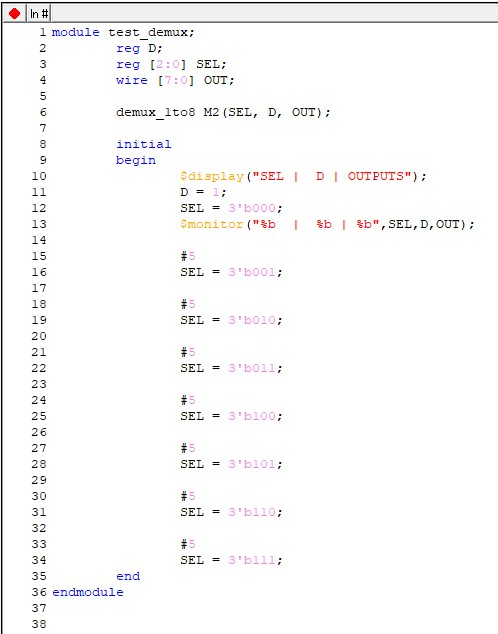 ln #
1 module test_demux;
2 reg D;
3 reg [2:0] SEL;
4 wire [7:0] OUT;
5
6 demux_1to8 M2(SEL, D, OUT);
7
8 initial
9 begin
10 $display("SEL |  D | OUTPUTS");
11 D = 1;
12 SEL = 3'b000;
13 $monitor("%b  |  %b | %b",SEL,D,OUT);
14
15 #5
16 SEL = 3'b001;
17
18 #5
19 SEL = 3'b010;
20
21 #5
22 SEL = 3'b011;
23
24 #5
25 SEL = 3'b100;
26
27 #5
28 SEL = 3'b101;
29
30 #5
31 SEL = 3'b110;
32
33 #5
34 SEL = 3'b111;
35 end
36 endmodule
37
38